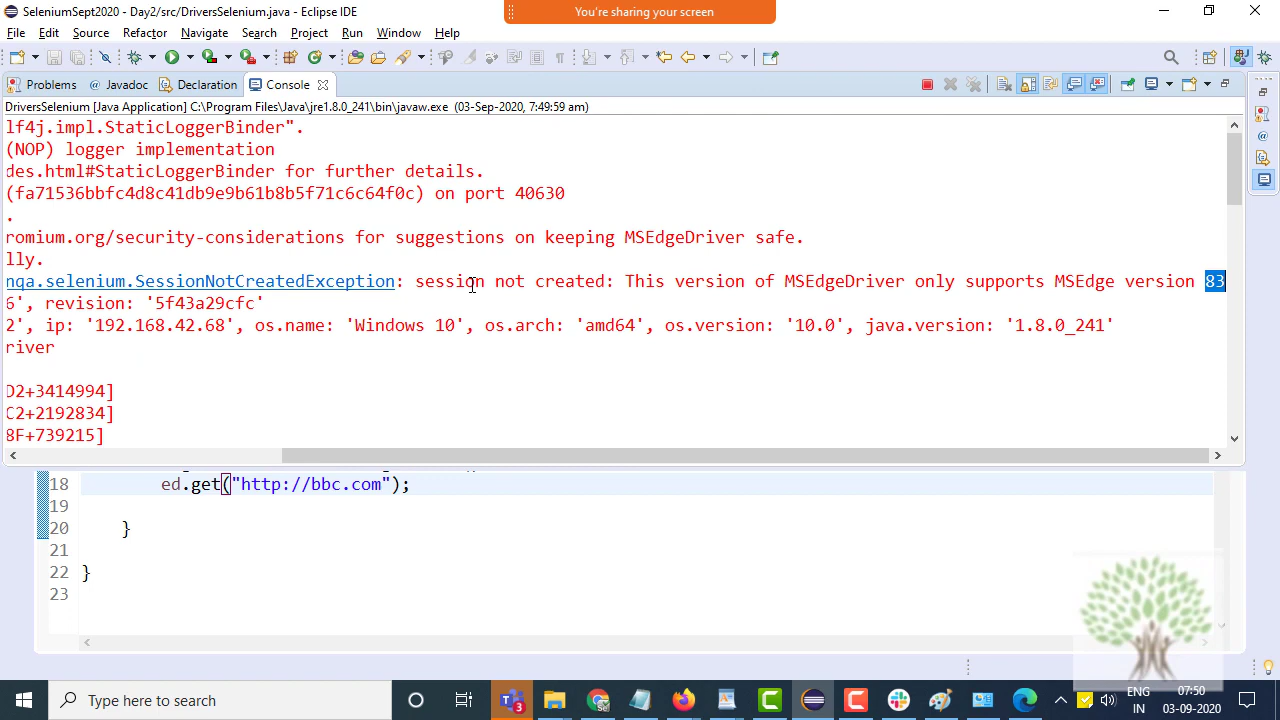 SeleniumSept2020 - Day2/src/DriversSelenium.java - Eclipse IDE
You're sharing your screen
File Edit Source Refactor Navigate Search Project Run Window Help
Problems @ Javadoc Declaration Console
DriversSelenium [Java Application] C:\Program Files\Java\jre1.8.0_241\bin\javaw.exe (03-Sep-2020, 7:49:59 am)
lf4j.impl.StaticLoggerBinder".
(NOP) logger implementation
des.html#StaticLoggerBinder for further details.
(fa71536bbfc4d8c41db9e9b61b8b5f71c6c64f0c) on port 40630
.
romium.org/security-considerations for suggestions on keeping MSEdgeDriver safe.
lly.
nqa.selenium.SessionNotCreatedException: session not created: This version of MSEdgeDriver only supports MSEdge version 83
6', revision: '5f43a29cfc'
2', ip: '192.168.42.68', os.name: 'Windows 10', os.arch: 'amd64', os.version: '10.0', java.version: '1.8.0_241'
river
D2+3414994]
C2+2192834]
8F+739215]
18 ed.get("http://bbc.com");
19
20 }
21
22 }
23
Type here to search
3
ENG
IN
07:50
03-09-2020